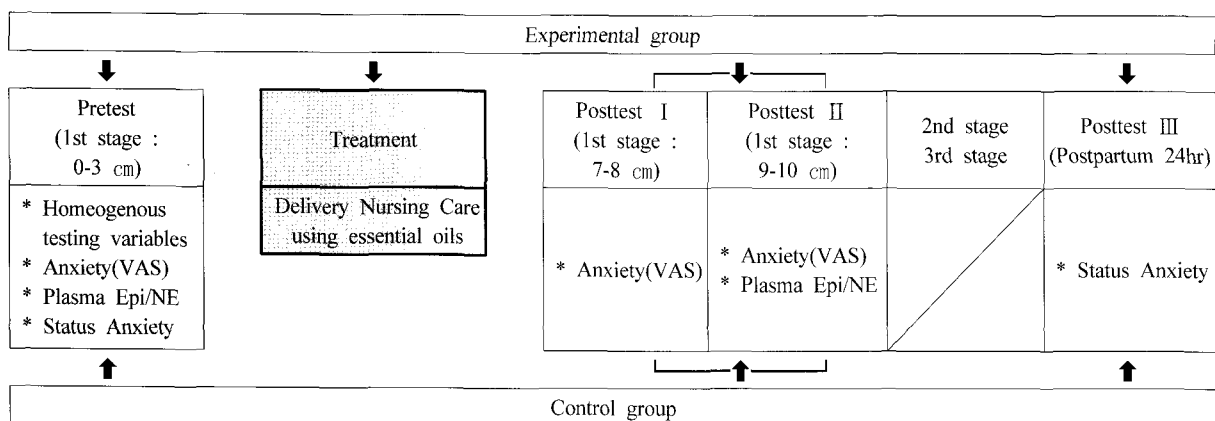 Experimental group
Pretest
(1st stage :
0-3 cm)
* Homeogenous
testing variables
* Anxiety(VAS)
* Plasma Epi/NE
* Status Anxiety
Treatment
Delivery Nursing Care
using essential oils
Posttest Ⅰ
(1st stage :
7-8 cm)
* Anxiety(VAS)
Posttest Ⅱ
(1st stage :
9-10 cm)
* Anxiety(VAS)
* Plasma Epi/NE
2nd stage
3rd stage
Posttest Ⅲ
(Postpartum 24hr)
* Status Anxiety
Control group